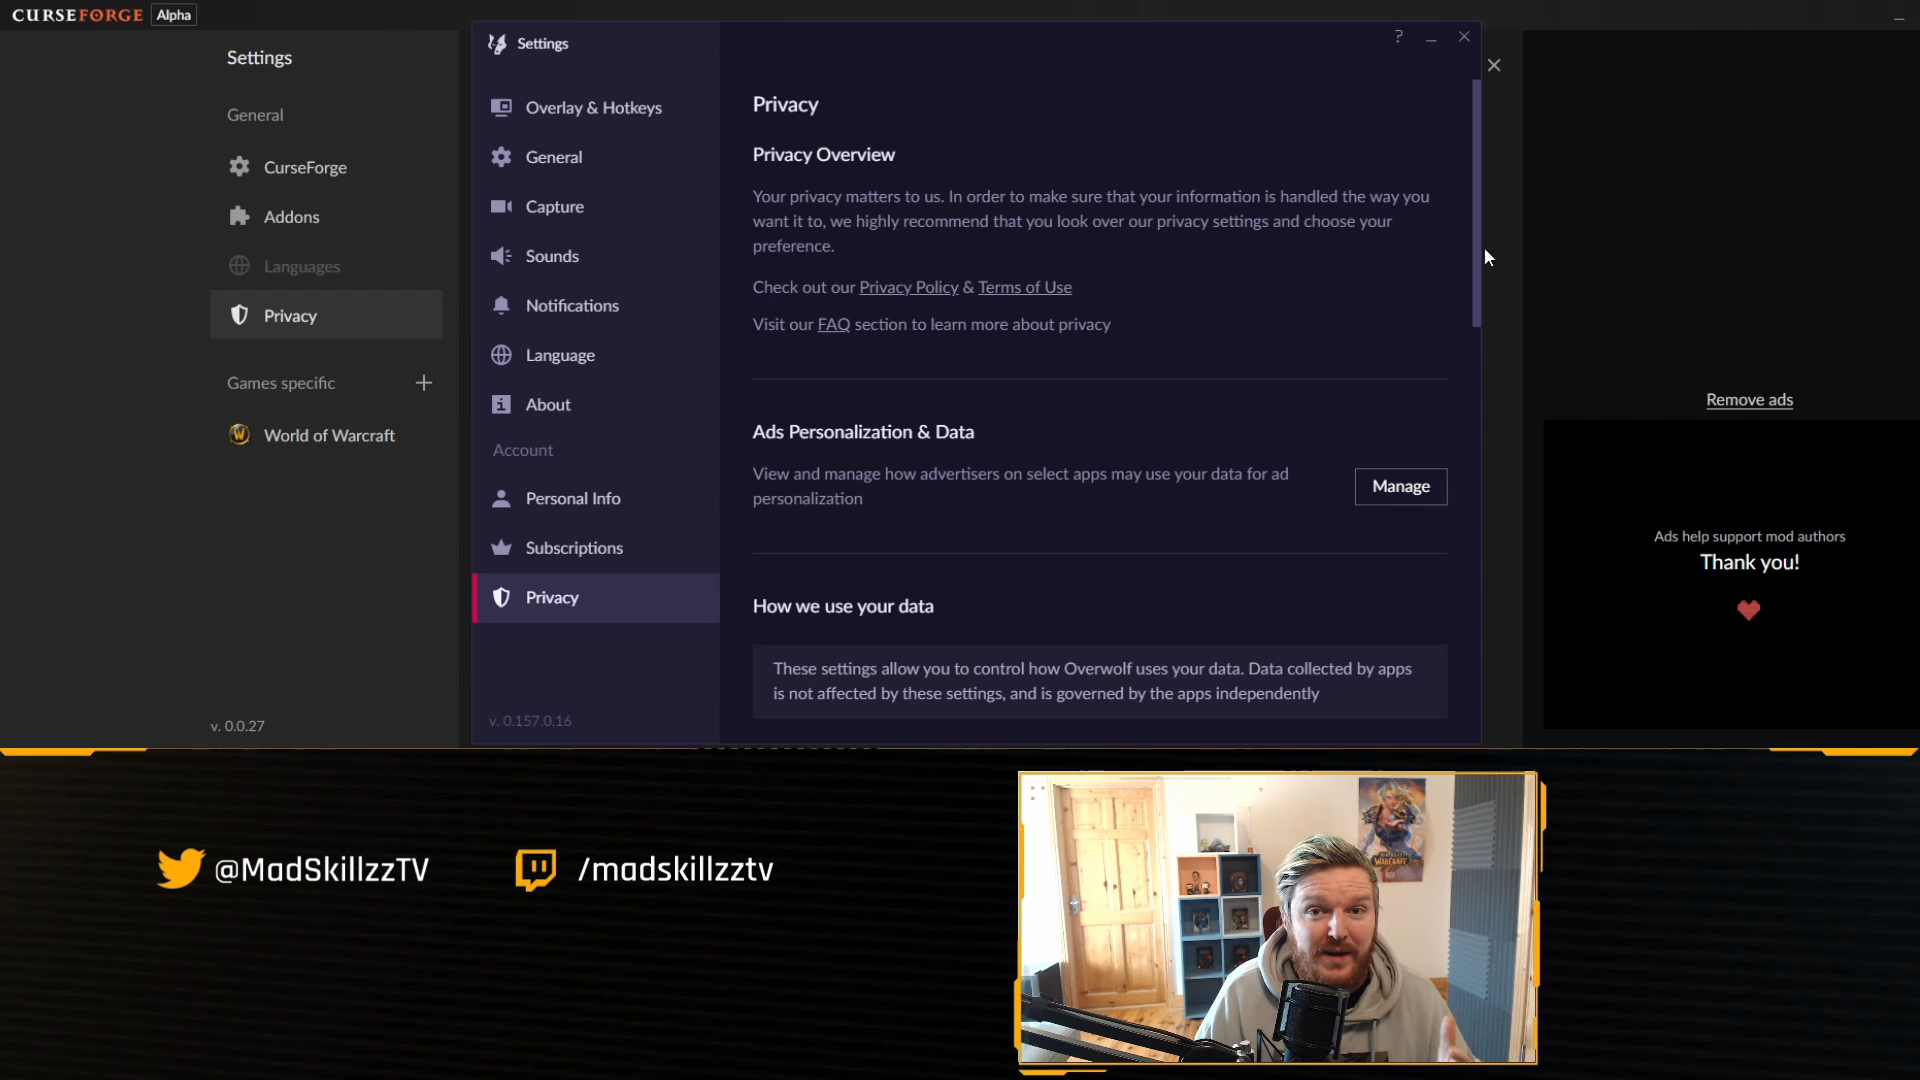 CURSEFORGE Alpha
Settings
General
CurseForge
Addons
Languages
Privacy
Games specific
World of Warcraft
v. 0.0.27
Settings
Overlay & Hotkeys
General
Capture
Sounds
Notifications
Language
About
Account
Personal Info
Subscriptions
Privacy
v. 0.157.0.16
Privacy
Privacy Overview
Your privacy matters to us. In order to make sure that your information is handled the way you
want it to, we highly recommend that you look over our privacy settings and choose your
preference.
Check out our Privacy Policy & Terms of Use
Visit our FAQ section to learn more about privacy
Ads Personalization & Data
View and manage how advertisers on select apps may use your data for ad
personalization
Manage
How we use your data
These settings allow you to control how Overwolf uses your data. Data collected by apps
is not affected by these settings, and is governed by the apps independently
Remove ads
Ads help support mod authors
Thank you!
@MadSkillzzTV
/madskillzztv
WARCRAFT